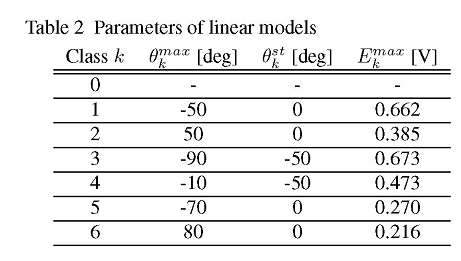 Table 2 Parameters of linear models
Class k θ_k^{max} [deg] θ_k^{st} [deg] E_k^{max} [V]
0 - - -
1 -50 0 0.662
2 50 0 0.385
3 -90 -50 0.673
4 -10 -50 0.473
5 -70 0 0.270
6 80 0 0.216